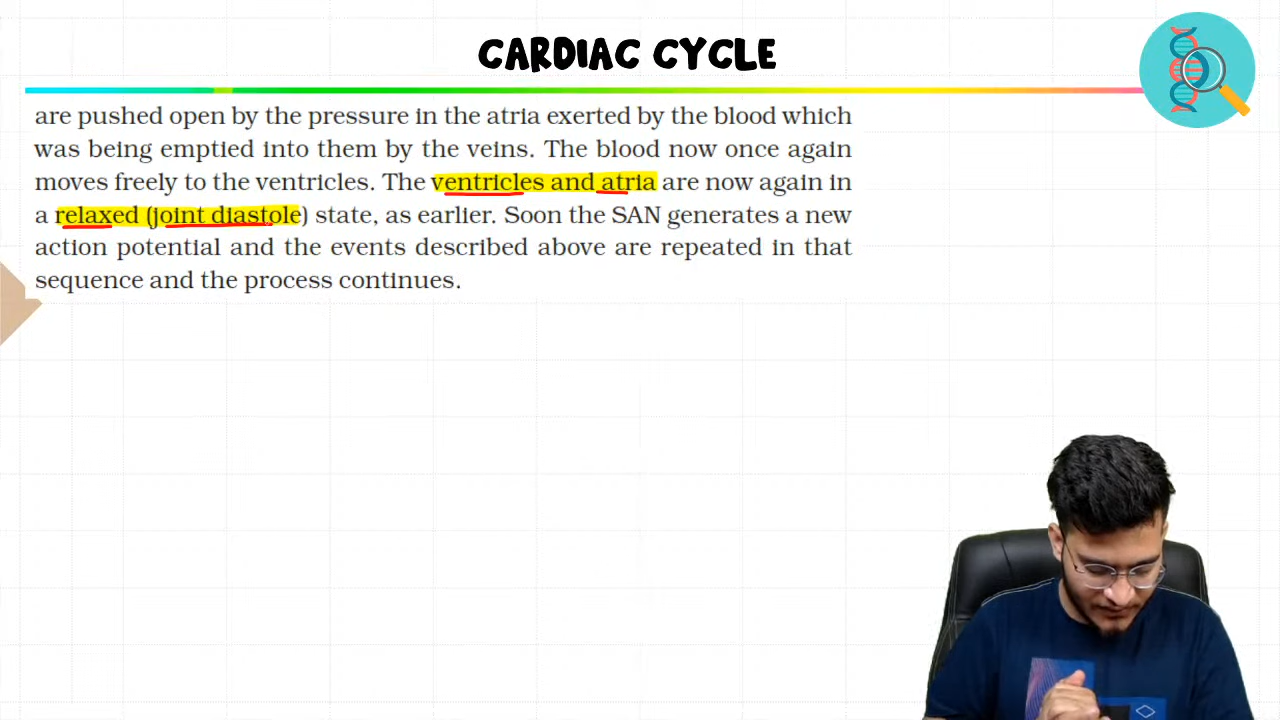 CARDIAC CYCLE
are pushed open by the pressure in the atria exerted by the blood which
was being emptied into them by the veins. The blood now once again
moves freely to the ventricles. The ventricles and atria are now again in
a relaxed (joint diastole) state, as earlier. Soon the SAN generates a new
action potential and the events described above are repeated in that
sequence and the process continues.